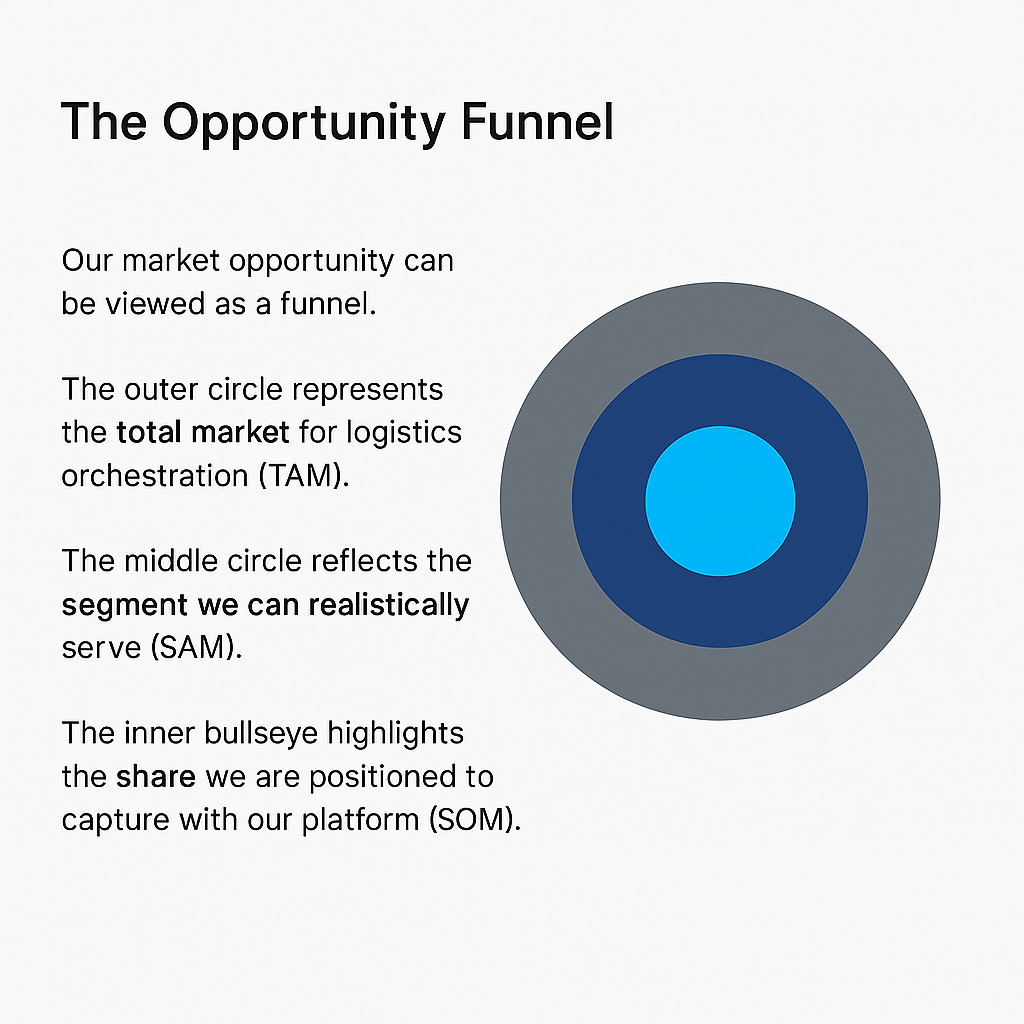 The Opportunity Funnel
Our market opportunity can
be viewed as a funnel.
The outer circle represents
the total market for logistics
orchestration (TAM).
The middle circle reflects the
segment we can realistically
serve (SAM).
The inner bullseye highlights
the share we are positioned to
capture with our platform (SOM).